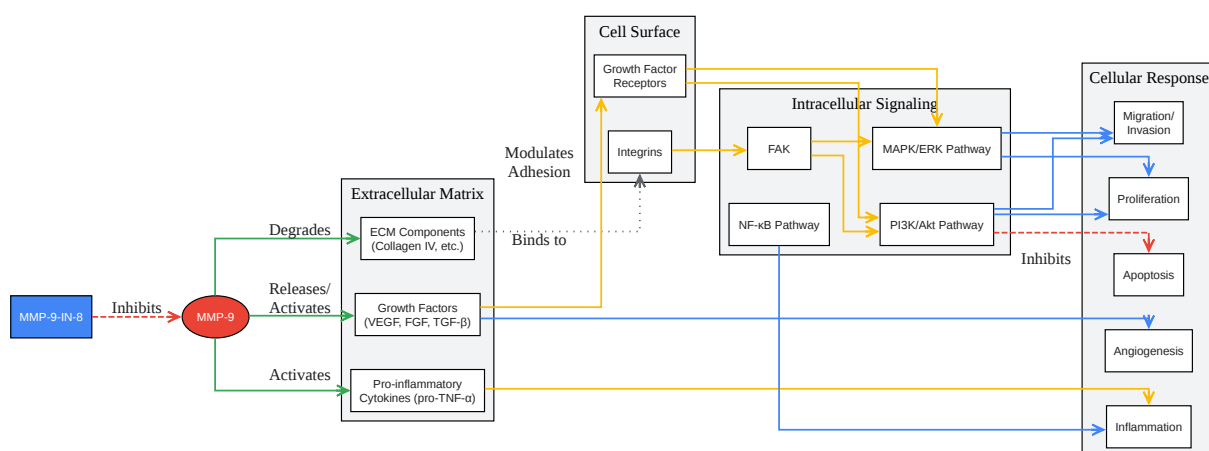 Cell Surface
Growth Factor
Receptors
Integrins
Modulates
Adhesion
Binds to
Intracellular Signaling
FAK
MAPK/ERK Pathway
NF-κB Pathway
PI3K/Akt Pathway
Inhibits
Cellular Response
Migration/
Invasion
Proliferation
Apoptosis
Angiogenesis
Inflammation
Extracellular Matrix
ECM Components
(Collagen IV, etc.)
Growth Factors
(VEGF, FGF, TGF-β)
Pro-inflammatory
Cytokines (pro-TNF-α)
Degrades
Releases/
Activates
Activates
MMP-9-IN-8
Inhibits
MMP-9